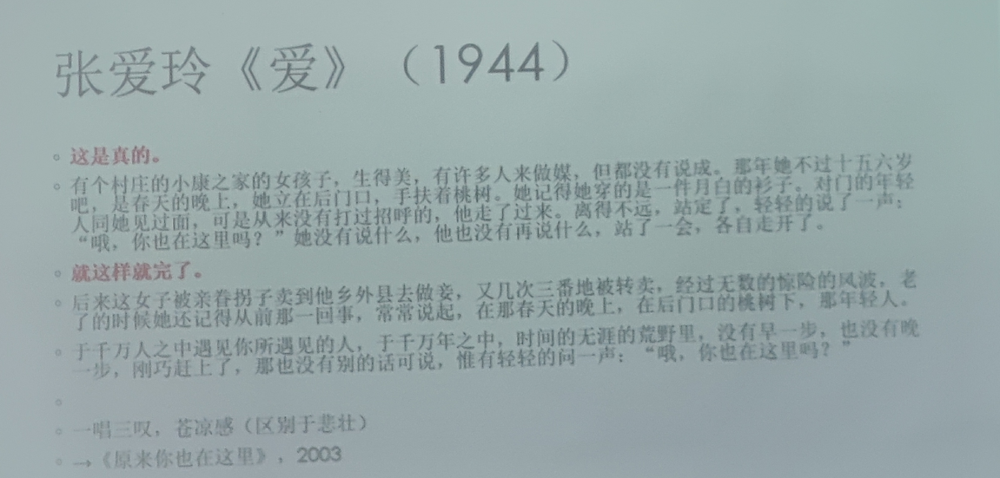 张爱玲《爱》（1944）
这是真的。
有个村庄的小康之家的女孩子，生得美，有许多人来做媒，但都没有说成。那年她不过十五六岁
吧，是春天的晚上，她立在后门口，手扶着桃树。她记得她穿的是一件月白的衫子。对门的年轻
人同她见过面，可是从来没有打过招呼的，他走了过来。离得不远，站定了，轻轻的说了一声：
“哦，你也在这里吗？”她没有说什么，他也没有再说什么，站了一会，各自走开了。
就这样就完了。
后来这女子被亲眷拐子卖到他乡外县去做妾，又几次三番地被转卖，经过无数的惊险的风波，老
了的时候她还记得从前那一回事，常常说起，在那春天的晚上，在后门口的桃树下，那年轻人。
于千万人之中遇见你所遇见的人，于千万年之中，时间的无涯的荒野里，没有早一步，也没有晚
一步，刚巧赶上了，那也没有别的话可说，惟有轻轻的问一声：“哦，你也在这里吗？”
一唱三叹，苍凉感（区别于悲壮）
→《原来你也在这里》，2003